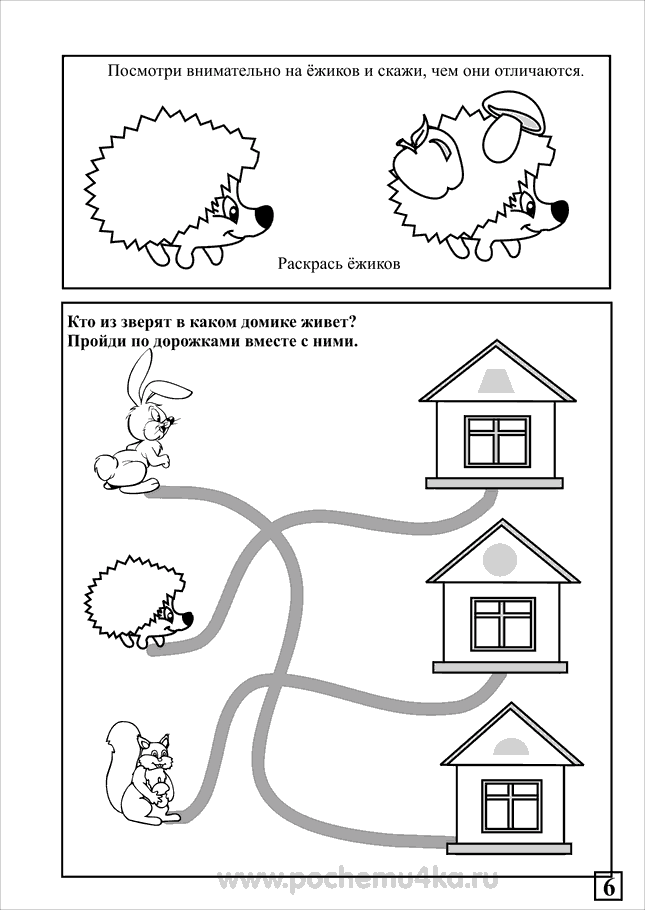 Посмотри внимательно на ёжиков и скажи, чем они отличаются.
Раскрась ёжиков
Кто из зверят в каком домике живет?
Пройди по дорожками вместе с ними.
www.pochemu4ka.ru
6